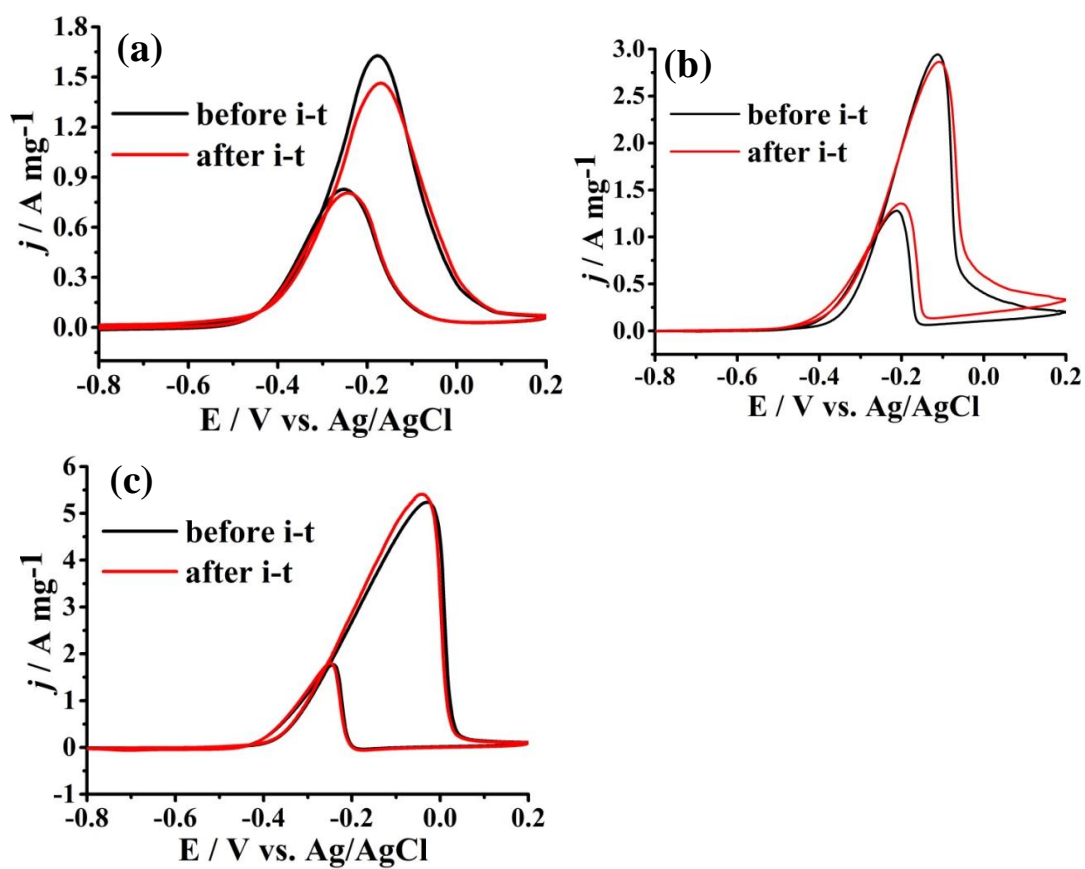 (a)
before i-t
after i-t
j / A mg-1
1.8
1.5
1.2
0.9
0.6
0.3
0.0
-0.8 -0.6 -0.4 -0.2 0.0 0.2
E / V vs. Ag/AgCl
(b)
before i-t
after i-t
j / A mg-1
3.0
2.5
2.0
1.5
1.0
0.5
0.0
-0.8 -0.6 -0.4 -0.2 0.0 0.2
E / V vs. Ag/AgCl
(c)
before i-t
after i-t
j / A mg-1
6
5
4
3
2
1
0
-1
-0.8 -0.6 -0.4 -0.2 0.0 0.2
E / V vs. Ag/AgCl